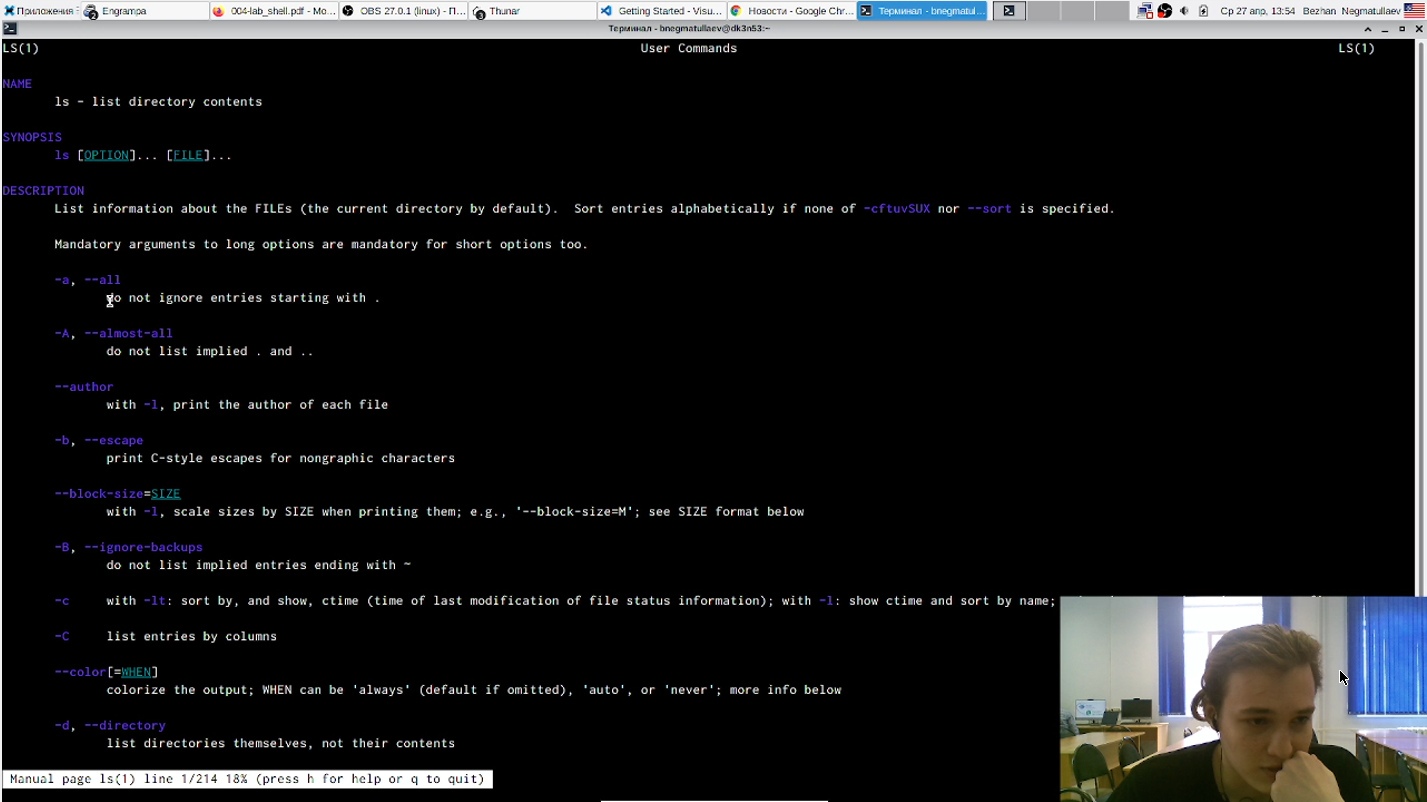 Приложения Engrampa 004-lab_shell.pdf - Mo... OBS 27.0.1 (linux) - П... Thunar Getting Started - Visu... Новости - Google Chr... Терминал - bnegmatul... Ср 27 апр, 13:54 Bezhan Negmatullaev
2 3
Терминал - bnegmatullaev@dk3n53:~
LS(1) User Commands LS(1)
NAME
ls - list directory contents
SYNOPSIS
ls [OPTION]... [FILE]...
DESCRIPTION
List information about the FILEs (the current directory by default). Sort entries alphabetically if none of -cftuvSUX nor --sort is specified.
Mandatory arguments to long options are mandatory for short options too.
-a, --all
do not ignore entries starting with .
-A, --almost-all
do not list implied . and ..
--author
with -l, print the author of each file
-b, --escape
print C-style escapes for nongraphic characters
--block-size=SIZE
with -l, scale sizes by SIZE when printing them; e.g., '--block-size=M'; see SIZE format below
-B, --ignore-backups
do not list implied entries ending with ~
-c with -lt: sort by, and show, ctime (time of last modification of file status information); with -l: show ctime and sort by name;
-C list entries by columns
--color[=WHEN]
colorize the output; WHEN can be 'always' (default if omitted), 'auto', or 'never'; more info below
-d, --directory
list directories themselves, not their contents
Manual page ls(1) line 1/214 18% (press h for help or q to quit)